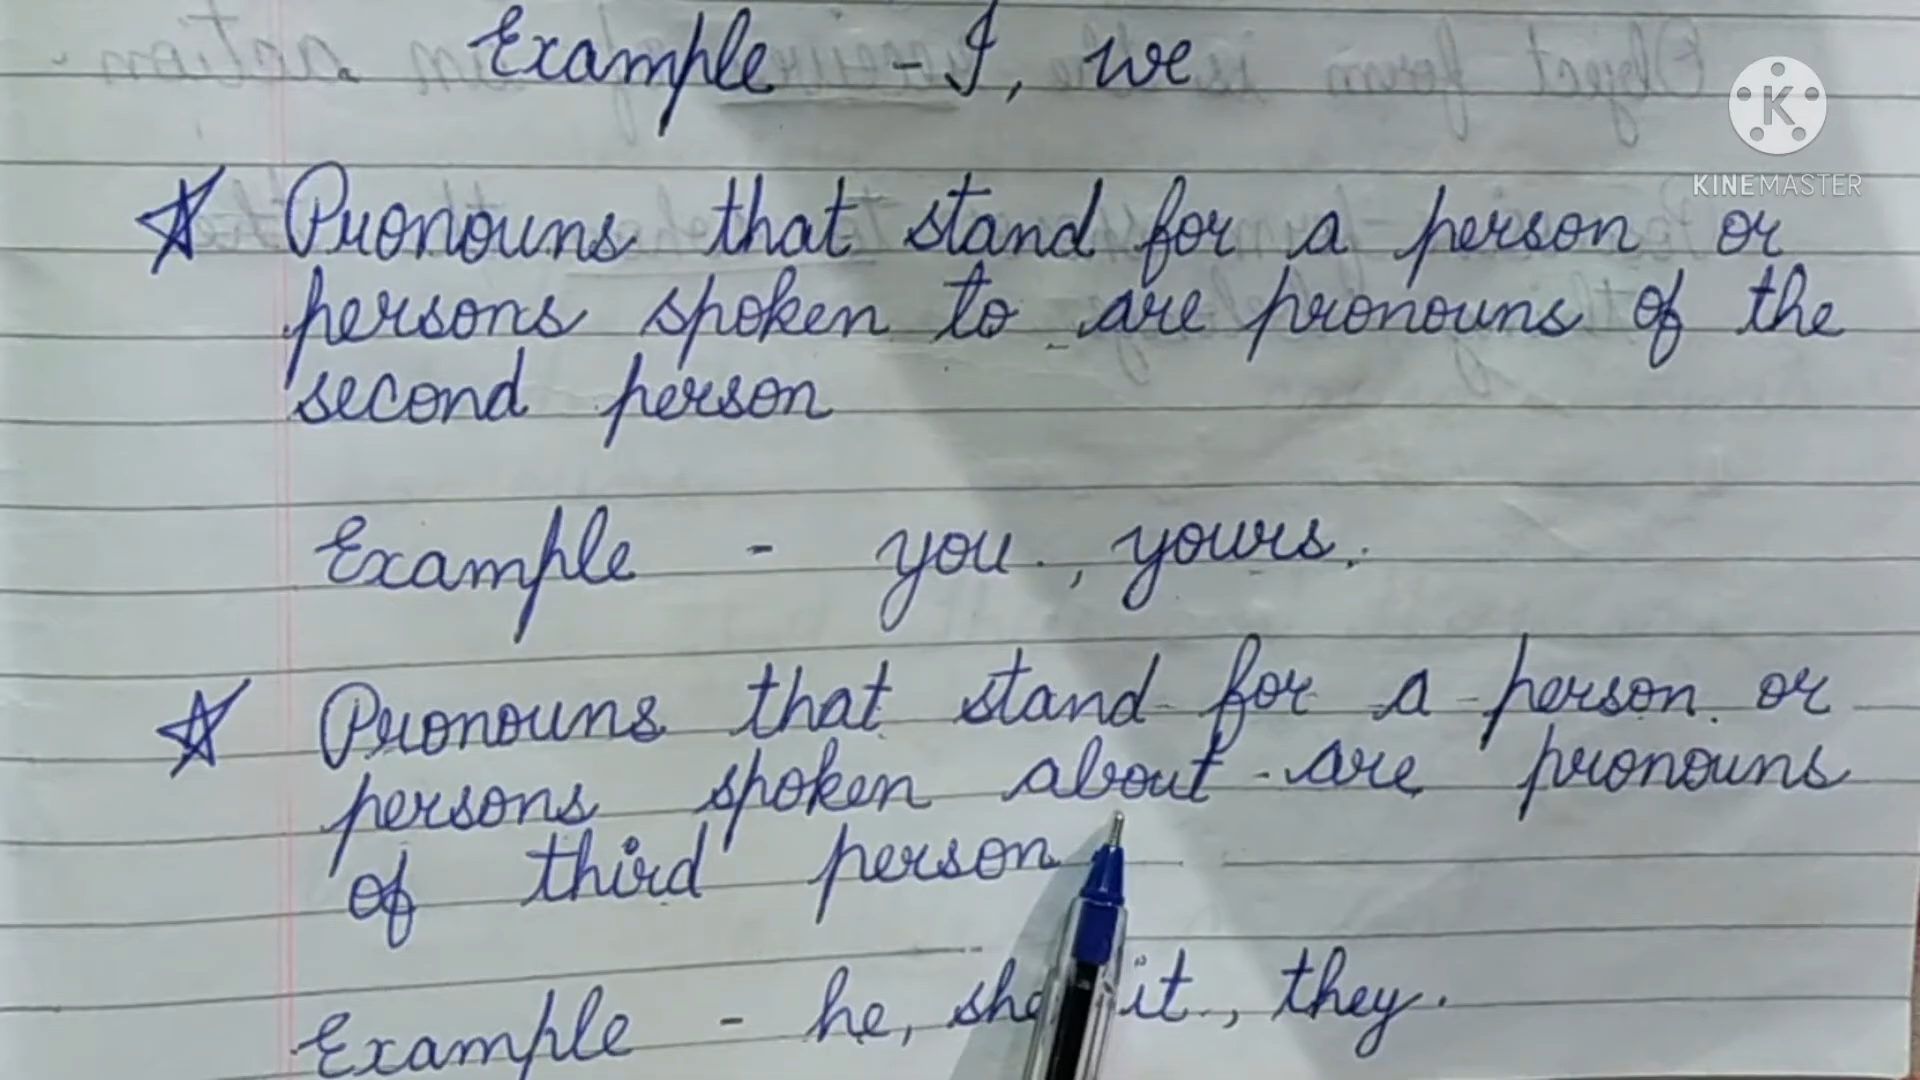 Example - I, we
KINEMASTER
☆ Pronouns that stand for a person or
persons spoken to are pronouns of the
second person
Example - you, yours.
☆ Pronouns that stand for a person or
persons spoken about are pronouns
of third person
Example - he, she it, they.